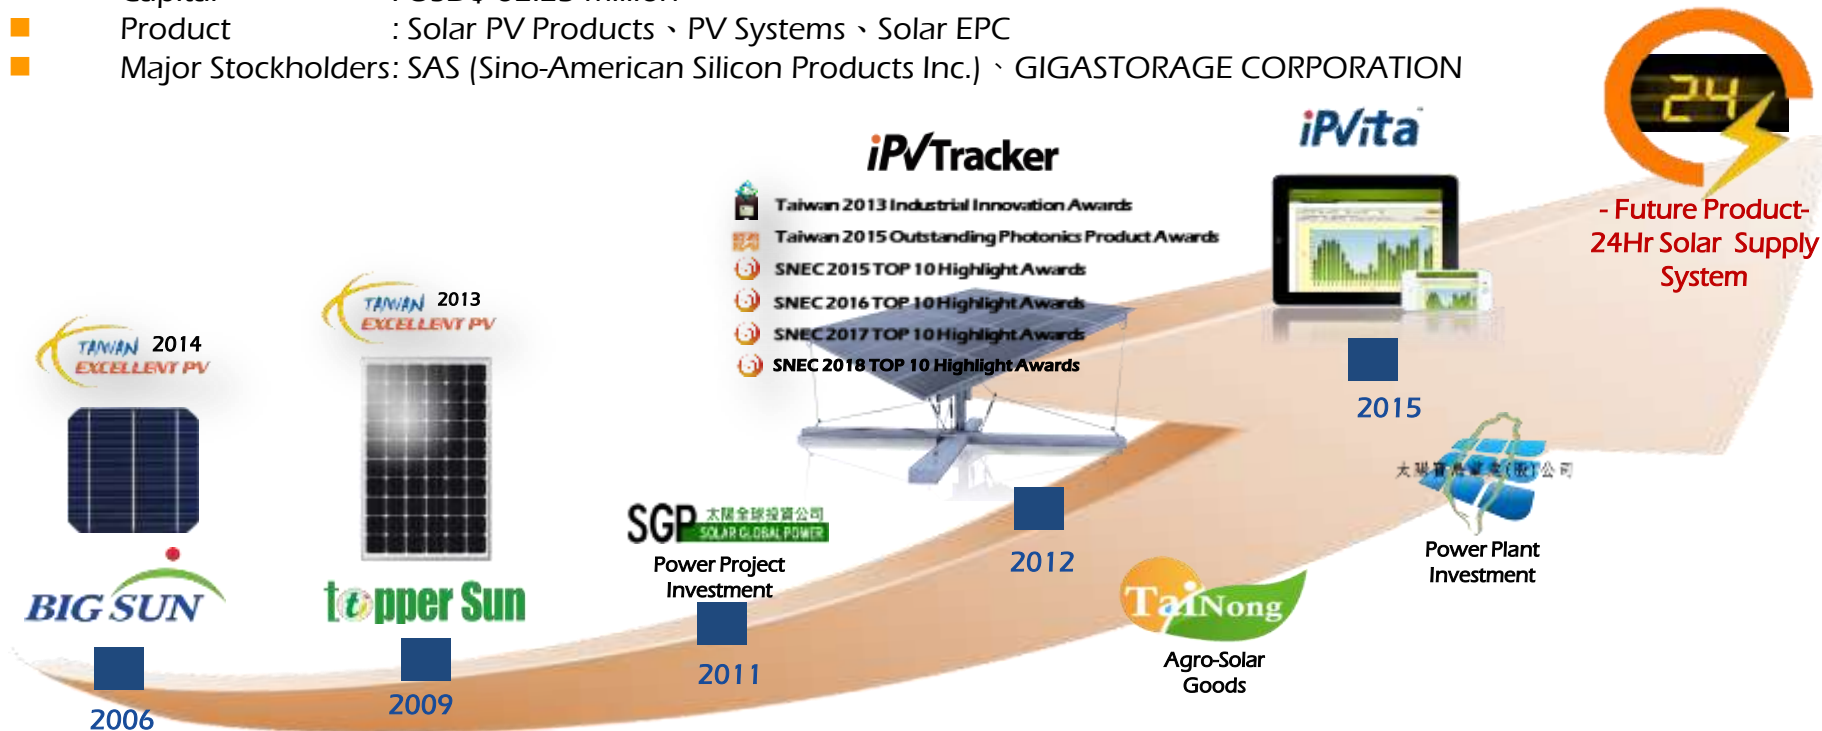 Product : Solar PV Products、PV Systems、Solar EPC
Major Stockholders: SAS (Sino-American Silicon Products Inc.)、GIGASTORAGE CORPORATION
24
- Future Product-
24Hr Solar Supply
System
iPVita
iPVTracker
Taiwan 2013 Industrial Innovation Awards
Taiwan 2015 Outstanding Photonics Product Awards
SNEC 2015 TOP 10 Highlight Awards
SNEC 2016 TOP 10 Highlight Awards
SNEC 2017 TOP 10 Highlight Awards
SNEC 2018 TOP 10 Highlight Awards
TAIWAN 2013
EXCELLENT PV
TAIWAN 2014
EXCELLENT PV
BIG SUN
2006
topper Sun
2009
SGP 太陽全球投資公司
SOLAR GLOBAL POWER
Power Project
Investment
2011
2012
TaiNong
Agro-Solar
Goods
2015
太陽 (股)公司
Power Plant
Investment